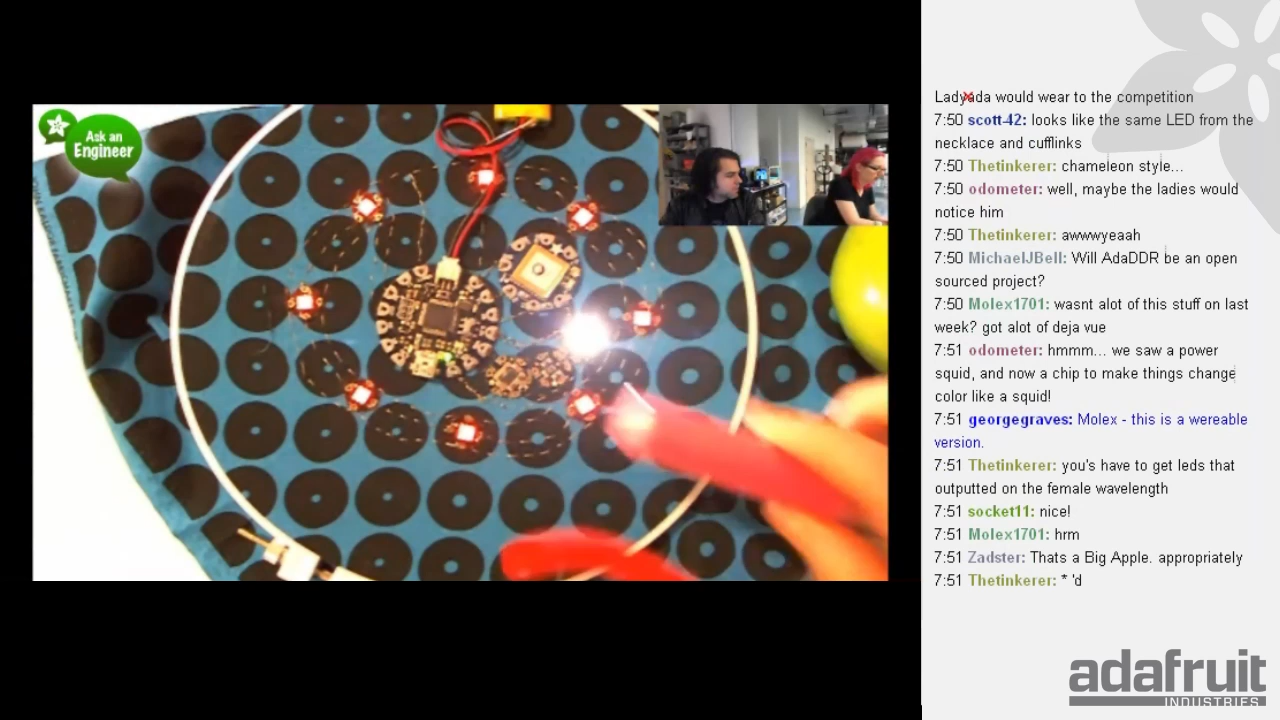 Ask an
Engineer
Ladyada would wear to the competition
7:50 scott-42: looks like the same LED from the
necklace and cufflinks
7:50 Thetinkerer: chameleon style...
7:50 odometer: well, maybe the ladies would
notice him
7:50 Thetinkerer: awwwyeaah
7:50 MichaelJBell: Will AdaDDR be an open
sourced project?
7:50 Molex1701: wasnt alot of this stuff on last
week? got alot of deja vue
7:51 odometer: hmmm... we saw a power
squid, and now a chip to make things change
color like a squid!
7:51 georgegraves: Molex - this is a wereable
version.
7:51 Thetinkerer: you's have to get leds that
outputted on the female wavelength
7:51 socket11: nice!
7:51 Molex1701: hrm
7:51 Zadster: Thats a Big Apple. appropriately
7:51 Thetinkerer: * 'd
adafruit
INDUSTRIES